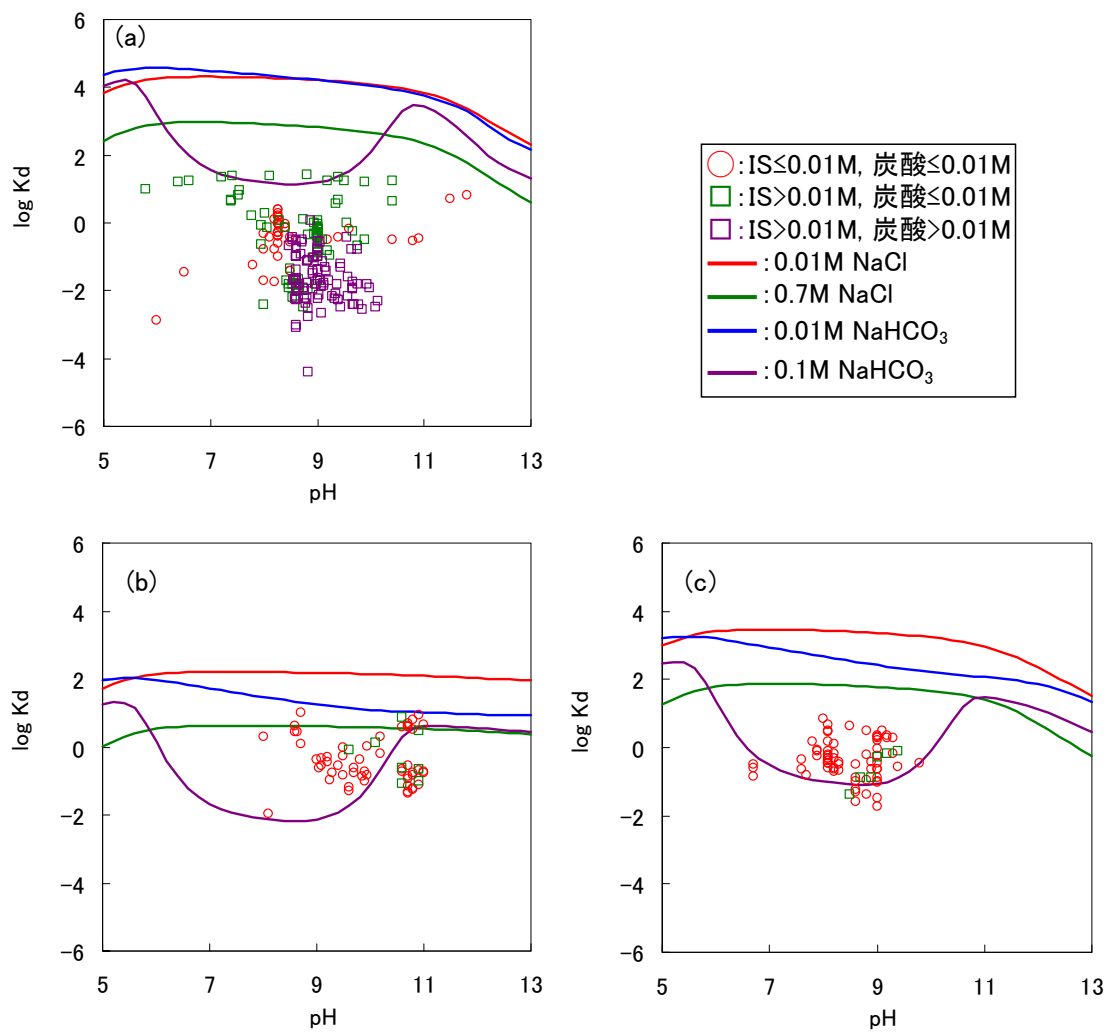 (a)
6
4
2
0
−2
−4
−6
log Kd
5 7 9 11 13
pH
○:IS≤0.01M, 炭酸≤0.01M
□:IS>0.01M, 炭酸≤0.01M
□:IS>0.01M, 炭酸>0.01M
:0.01M NaCl
:0.7M NaCl
:0.01M NaHCO₃
:0.1M NaHCO₃
(b)
6
4
2
0
−2
−4
−6
log Kd
5 7 9 11 13
pH
(c)
6
4
2
0
−2
−4
−6
log Kd
5 7 9 11 13
pH